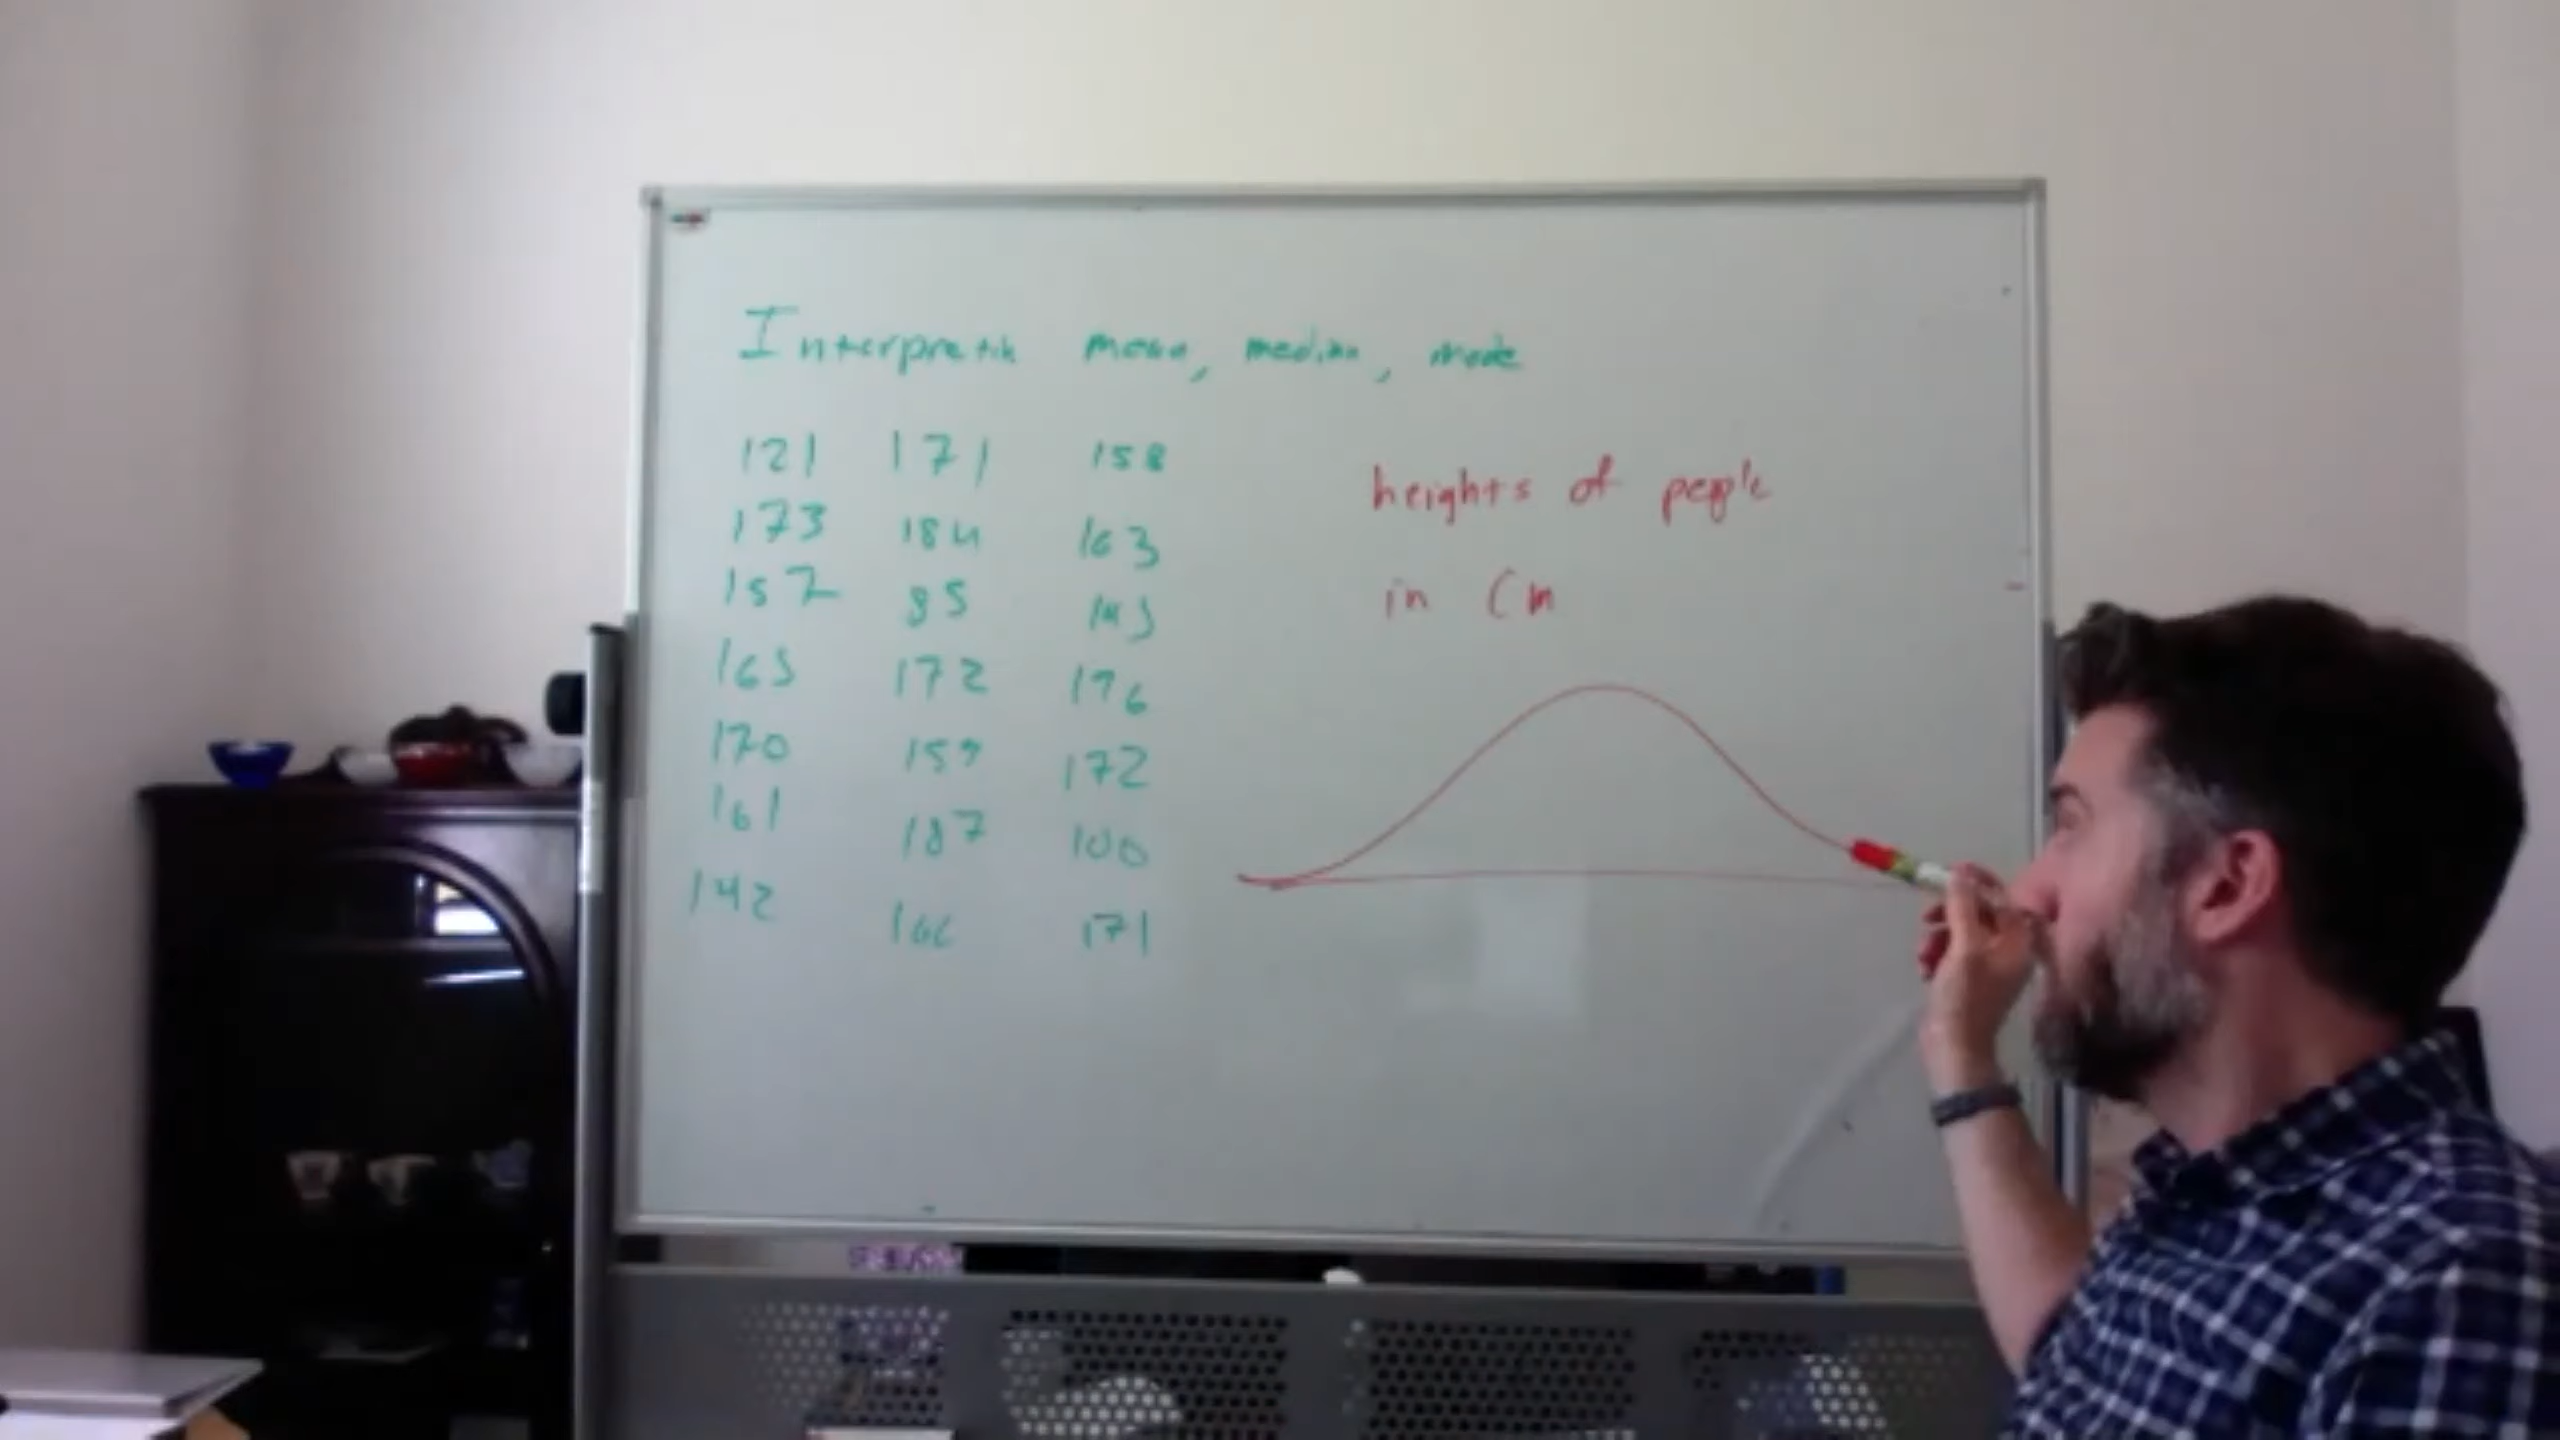 Interpretin mean, median, mode
121 171 158
173 184 163
157 85 143
165 172 176
170 159 172
161 187 100
142 166 171
heights of people
in cm